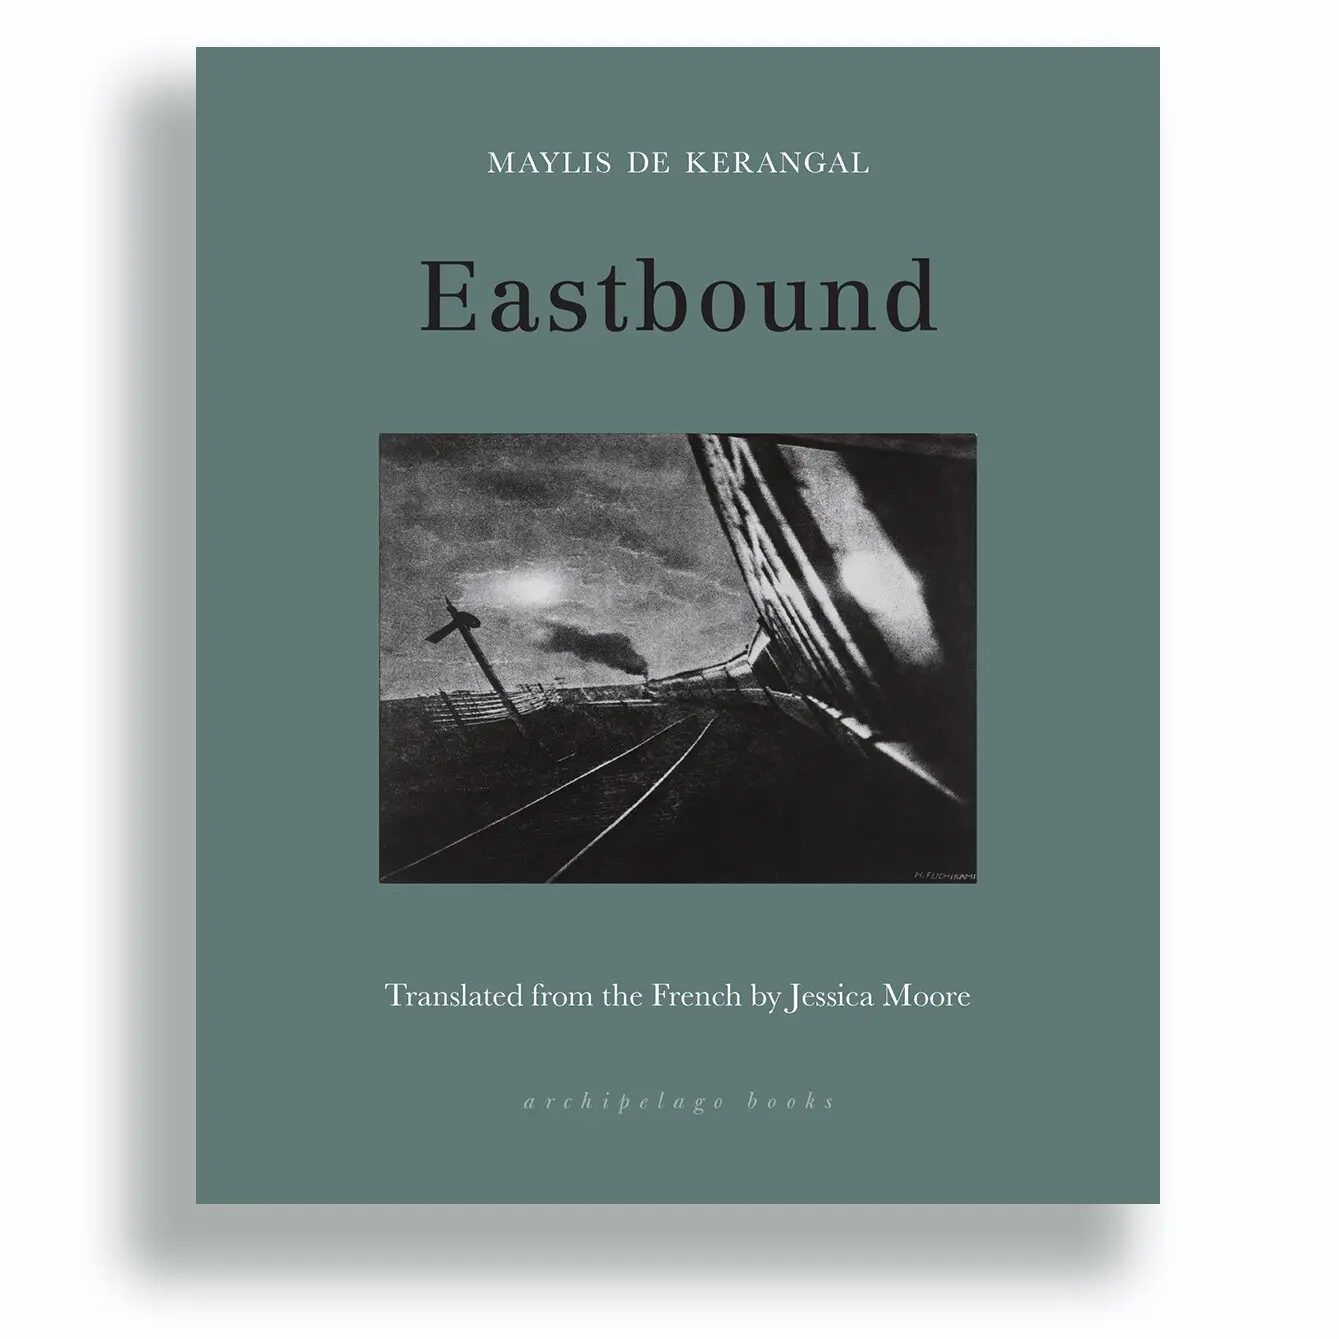 MAYLIS DE KERANGAL
Eastbound
H. FUCHIKAMI
Translated from the French by Jessica Moore
archipelago books